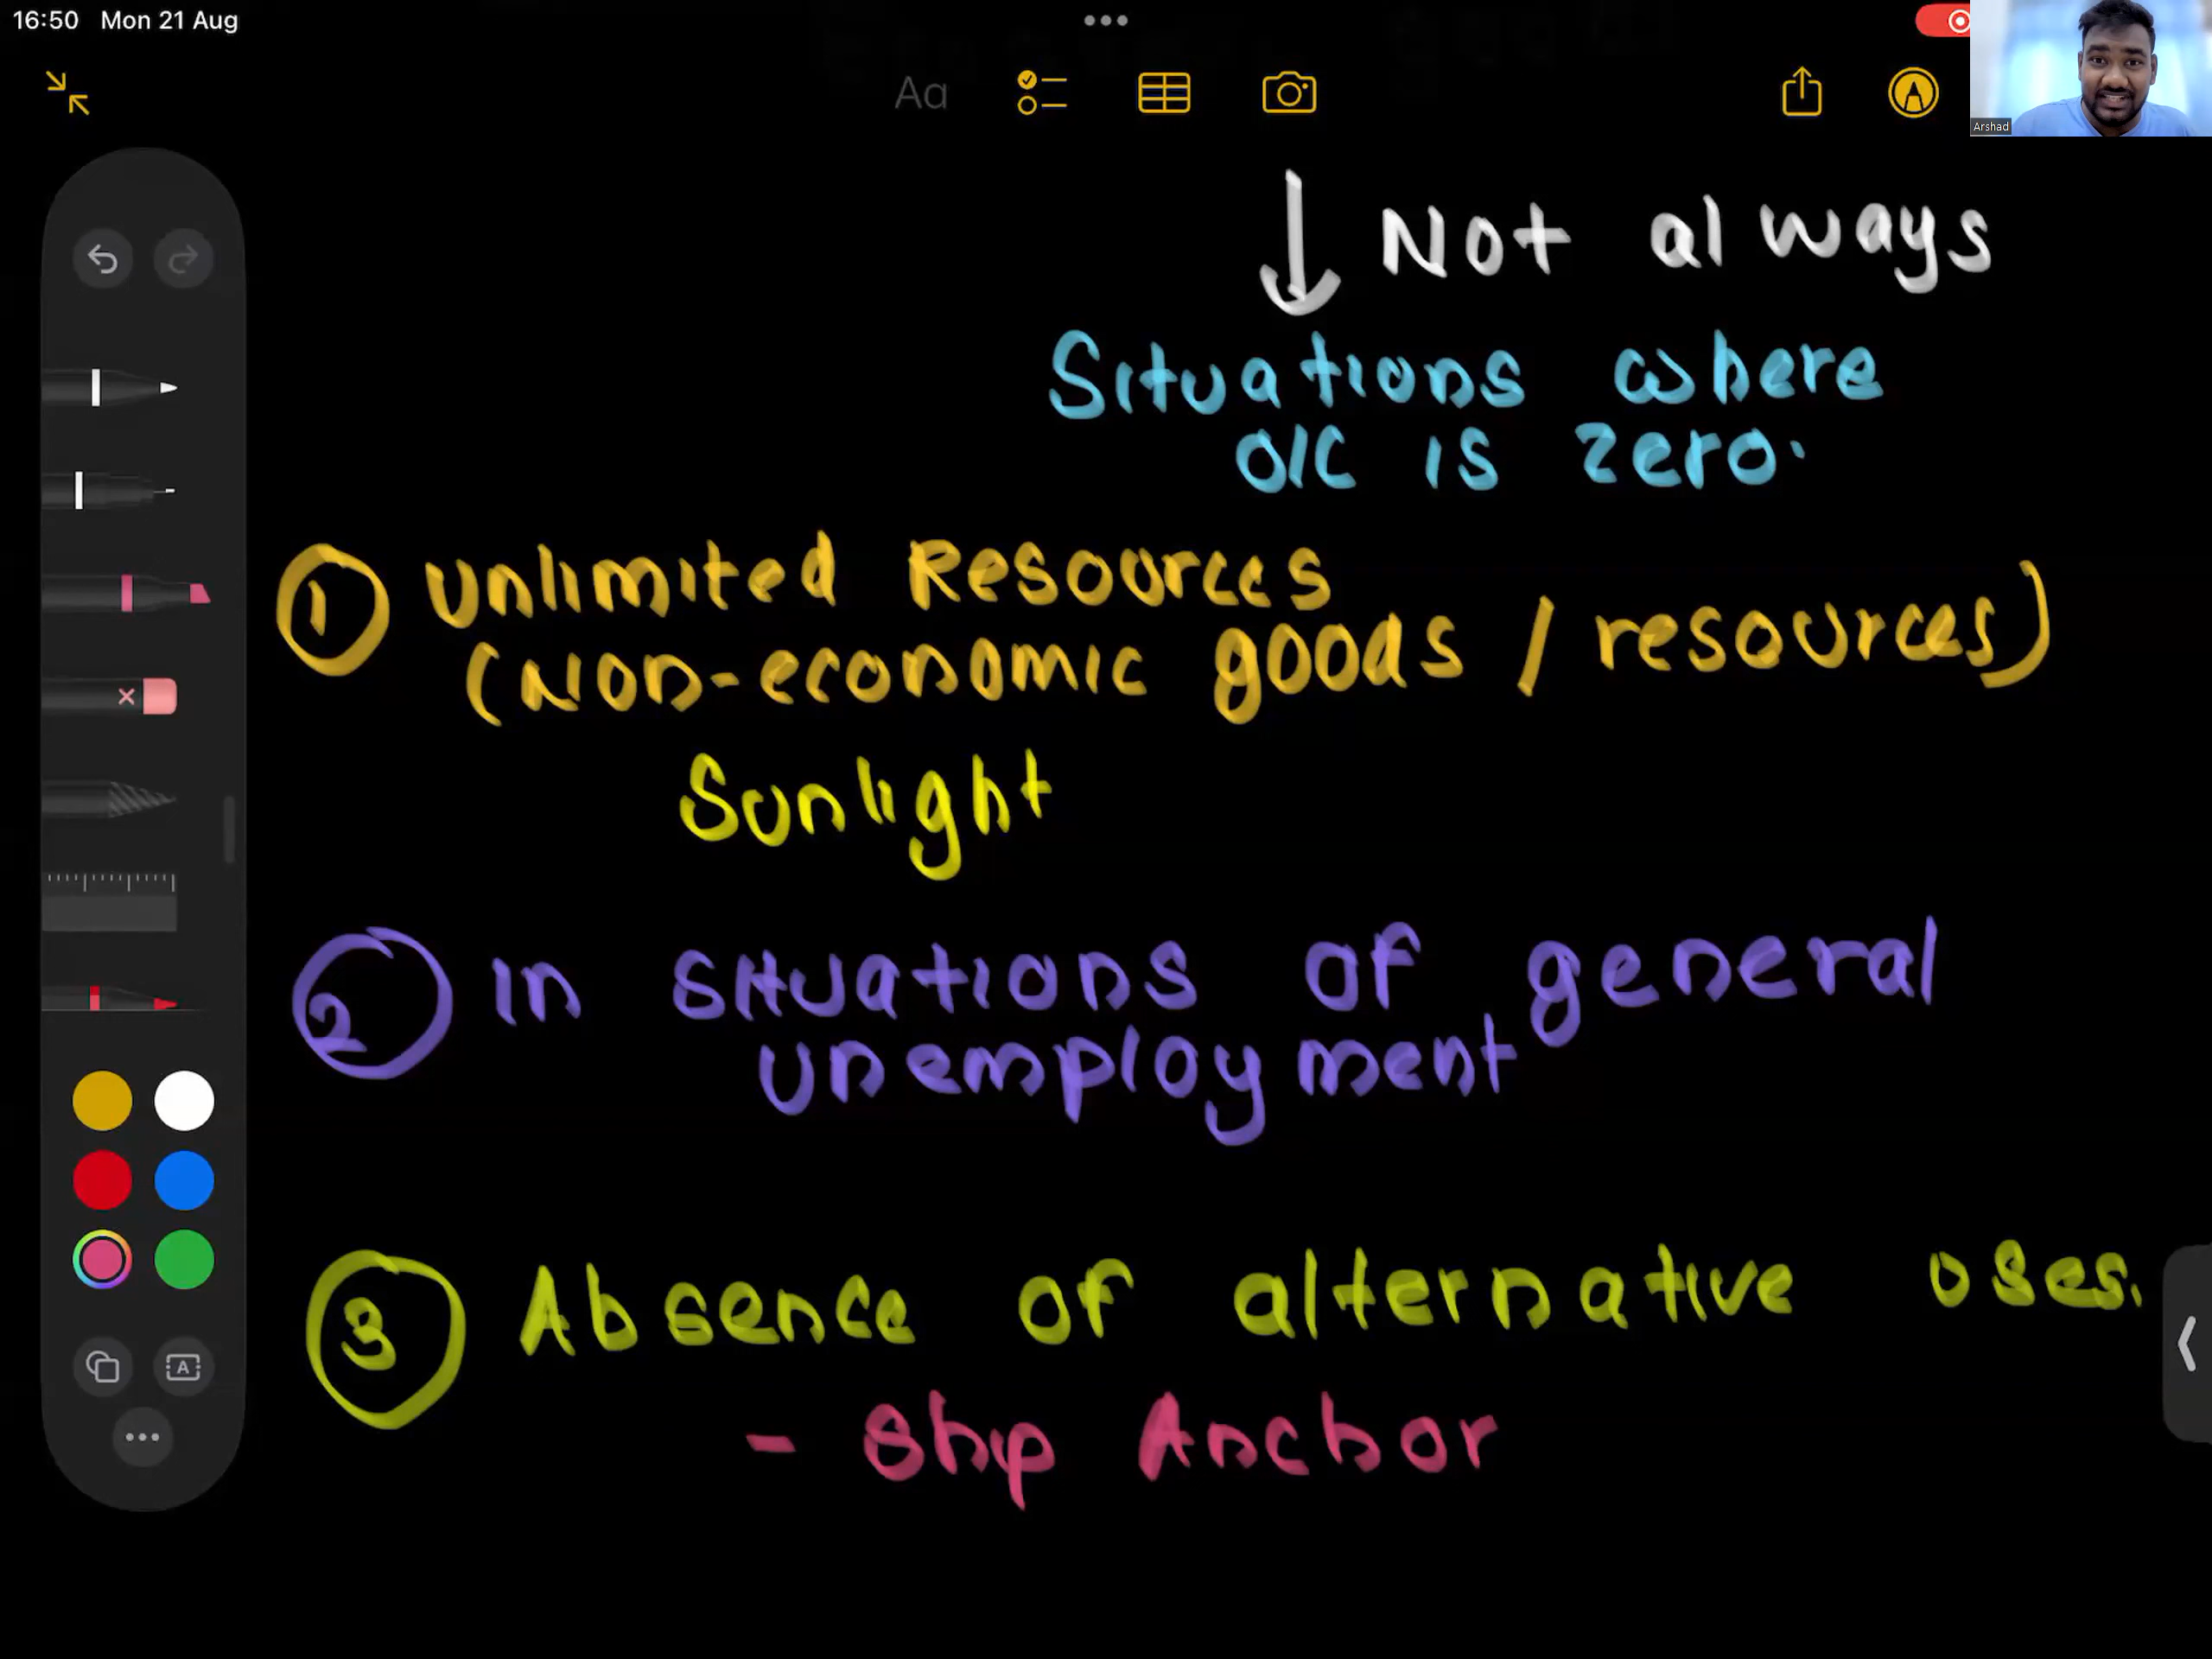 16:50 Mon 21 Aug
Aa
Arshad
Not always
Situations where
O/C is zero.
1 Unlimited Resources
(Non-economic goods / resources)
Sunlight
2 In situations of general
unemployment
3 Absence of alternative uses.
- Ship Anchor
A